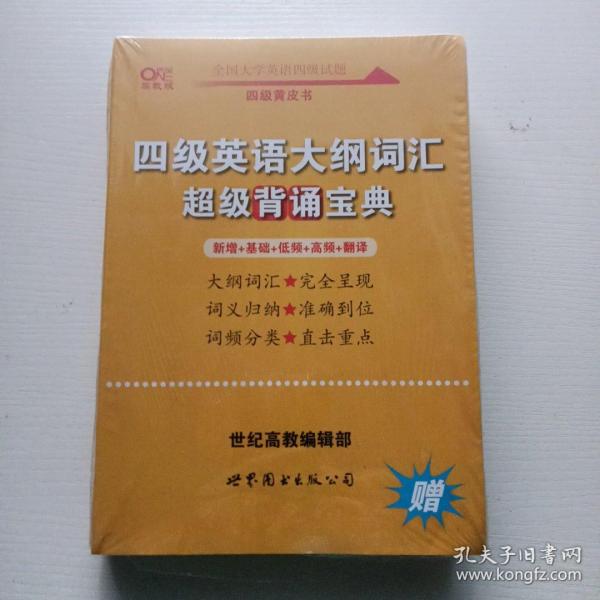 ONE
高教版
全国大学英语四级试题
四级黄皮书
四级英语大纲词汇
超级背诵宝典
新增+基础+低频+高频+翻译
大纲词汇★完全呈现
词义归纳★准确到位
词频分类★直击重点
世纪高教编辑部
世界图书出版公司
赠
孔夫子旧书网
www.kongfz.com